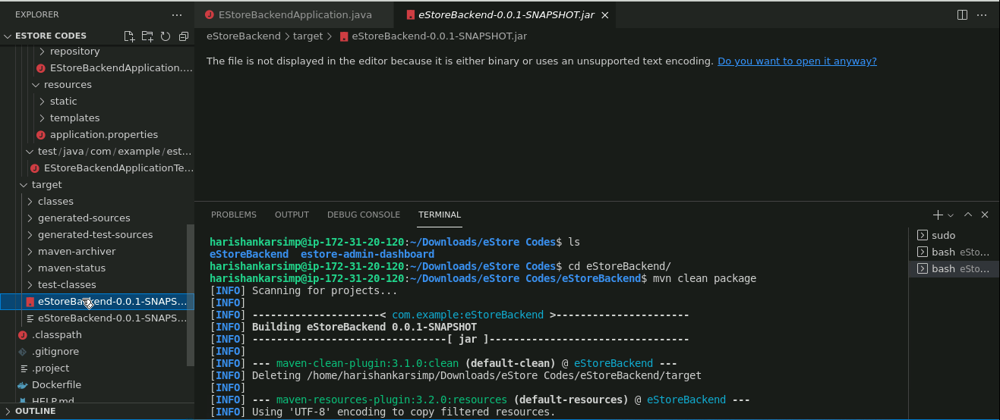 EXPLORER
ESTORE CODES
repository
EStoreBackendApplication....
resources
static
templates
application.properties
test/java/com/example/est...
EStoreBackendApplicationTe...
target
classes
generated-sources
generated-test-sources
maven-archiver
maven-status
test-classes
eStoreBackend-0.0.1-SNAPS...
eStoreBackend-0.0.1-SNAPS...
.classpath
.gitignore
.project
Dockerfile
HELP.md
OUTLINE
EStoreBackendApplication.java
eStoreBackend-0.0.1-SNAPSHOT.jar
eStoreBackend > target > eStoreBackend-0.0.1-SNAPSHOT.jar
The file is not displayed in the editor because it is either binary or uses an unsupported text encoding. Do you want to open it anyway?
PROBLEMS OUTPUT DEBUG CONSOLE TERMINAL
harishankarsimp@ip-172-31-20-120:~/Downloads/eStore Codes$ ls
eStoreBackend estore-admin-dashboard
harishankarsimp@ip-172-31-20-120:~/Downloads/eStore Codes$ cd eStoreBackend/
harishankarsimp@ip-172-31-20-120:~/Downloads/eStore Codes/eStoreBackend$ mvn clean package
[INFO] Scanning for projects...
[INFO]
[INFO] ---------------------< com.example:eStoreBackend >----------------------
[INFO] Building eStoreBackend 0.0.1-SNAPSHOT
[INFO] --------------------------------[ jar ]---------------------------------
[INFO]
[INFO] --- maven-clean-plugin:3.1.0:clean (default-clean) @ eStoreBackend ---
[INFO] Deleting /home/harishankarsimp/Downloads/eStore Codes/eStoreBackend/target
[INFO]
[INFO] --- maven-resources-plugin:3.2.0:resources (default-resources) @ eStoreBackend ---
[INFO] Using 'UTF-8' encoding to copy filtered resources.
sudo
bash eSto...
bash eSto...